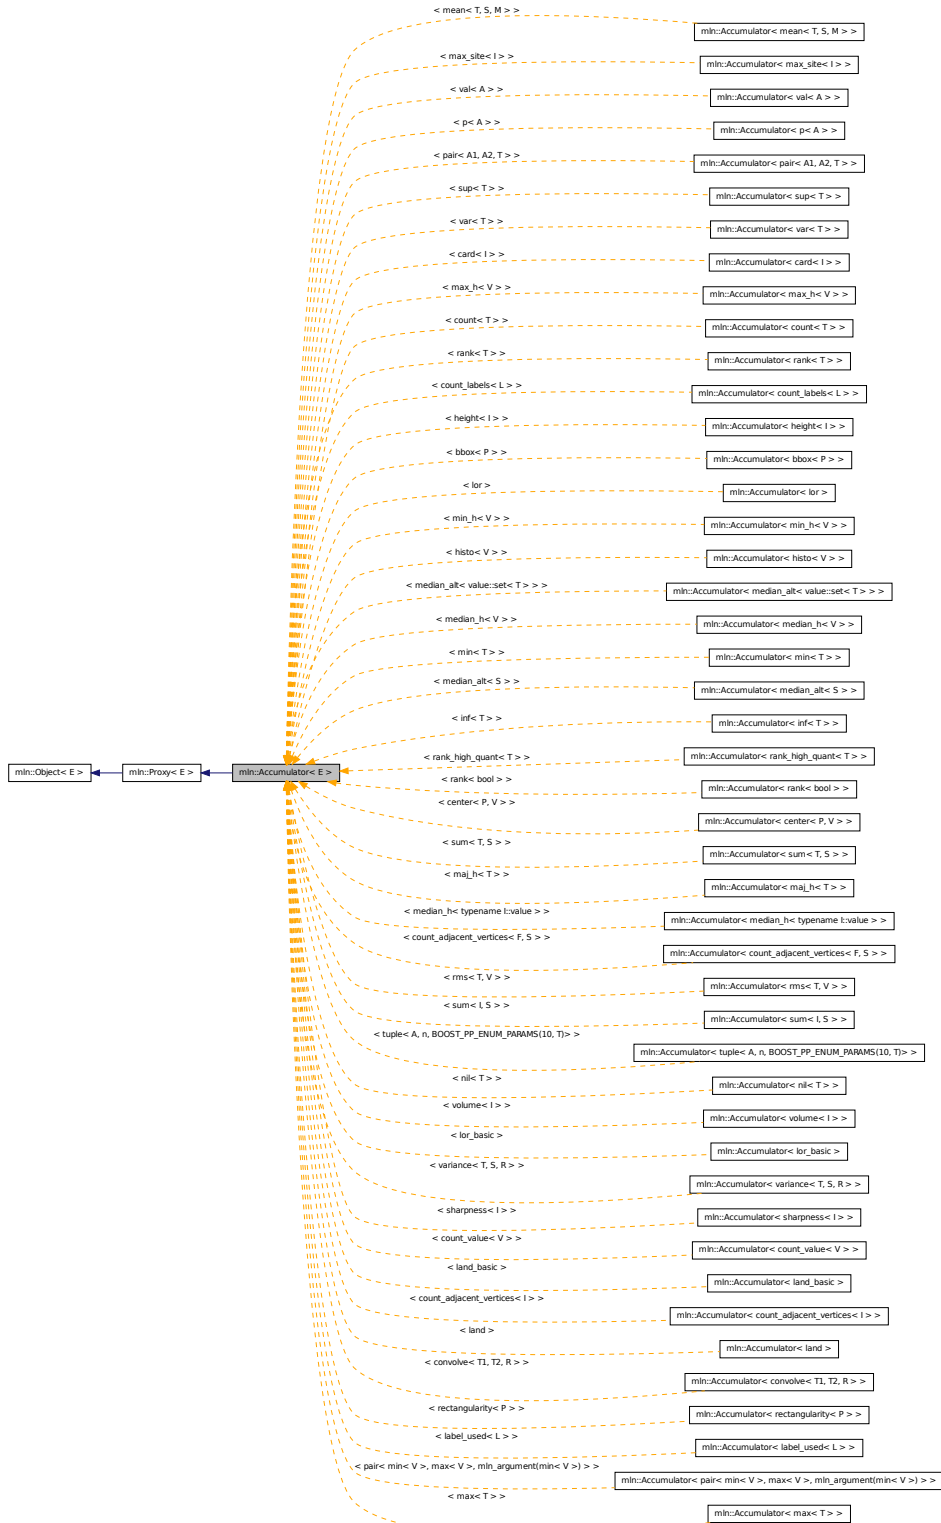 < mean< T, S, M > >
mln::Accumulator< mean< T, S, M > >
< max_site< I > >
mln::Accumulator< max_site< I > >
< val< A > >
mln::Accumulator< val< A > >
< p< A > >
mln::Accumulator< p< A > >
< pair< A1, A2, T > >
mln::Accumulator< pair< A1, A2, T > >
< sup< T > >
mln::Accumulator< sup< T > >
< var< T > >
mln::Accumulator< var< T > >
< card< I > >
mln::Accumulator< card< I > >
< max_h< V > >
mln::Accumulator< max_h< V > >
< count< T > >
mln::Accumulator< count< T > >
< rank< T > >
mln::Accumulator< rank< T > >
< count_labels< L > >
mln::Accumulator< count_labels< L > >
< height< I > >
mln::Accumulator< height< I > >
< bbox< P > >
mln::Accumulator< bbox< P > >
< lor >
mln::Accumulator< lor >
< min_h< V > >
mln::Accumulator< min_h< V > >
< histo< V > >
mln::Accumulator< histo< V > >
< median_alt< value::set< T > > >
mln::Accumulator< median_alt< value::set< T > > >
< median_h< V > >
mln::Accumulator< median_h< V > >
< min< T > >
mln::Accumulator< min< T > >
< median_alt< S > >
mln::Accumulator< median_alt< S > >
< inf< T > >
mln::Accumulator< inf< T > >
< rank_high_quant< T > >
mln::Accumulator< rank_high_quant< T > >
mln::Object< E >
mln::Proxy< E >
mln::Accumulator< E >
< rank< bool > >
mln::Accumulator< rank< bool > >
< center< P, V > >
mln::Accumulator< center< P, V > >
< sum< T, S > >
mln::Accumulator< sum< T, S > >
< maj_h< T > >
mln::Accumulator< maj_h< T > >
< median_h< typename I::value > >
mln::Accumulator< median_h< typename I::value > >
< count_adjacent_vertices< F, S > >
mln::Accumulator< count_adjacent_vertices< F, S > >
< rms< T, V > >
mln::Accumulator< rms< T, V > >
< sum< I, S > >
mln::Accumulator< sum< I, S > >
< tuple< A, n, BOOST_PP_ENUM_PARAMS(10, T)> >
mln::Accumulator< tuple< A, n, BOOST_PP_ENUM_PARAMS(10, T)> >
< nil< T > >
mln::Accumulator< nil< T > >
< volume< I > >
mln::Accumulator< volume< I > >
< lor_basic >
mln::Accumulator< lor_basic >
< variance< T, S, R > >
mln::Accumulator< variance< T, S, R > >
< sharpness< I > >
mln::Accumulator< sharpness< I > >
< count_value< V > >
mln::Accumulator< count_value< V > >
< land_basic >
mln::Accumulator< land_basic >
< count_adjacent_vertices< I > >
mln::Accumulator< count_adjacent_vertices< I > >
< land >
mln::Accumulator< land >
< convolve< T1, T2, R > >
mln::Accumulator< convolve< T1, T2, R > >
< rectangularity< P > >
mln::Accumulator< rectangularity< P > >
< label_used< L > >
mln::Accumulator< label_used< L > >
< pair< min< V >, max< V >, mln_argument(min< V >) > >
mln::Accumulator< pair< min< V >, max< V >, mln_argument(min< V >) > >
< max< T > >
mln::Accumulator< max< T > >